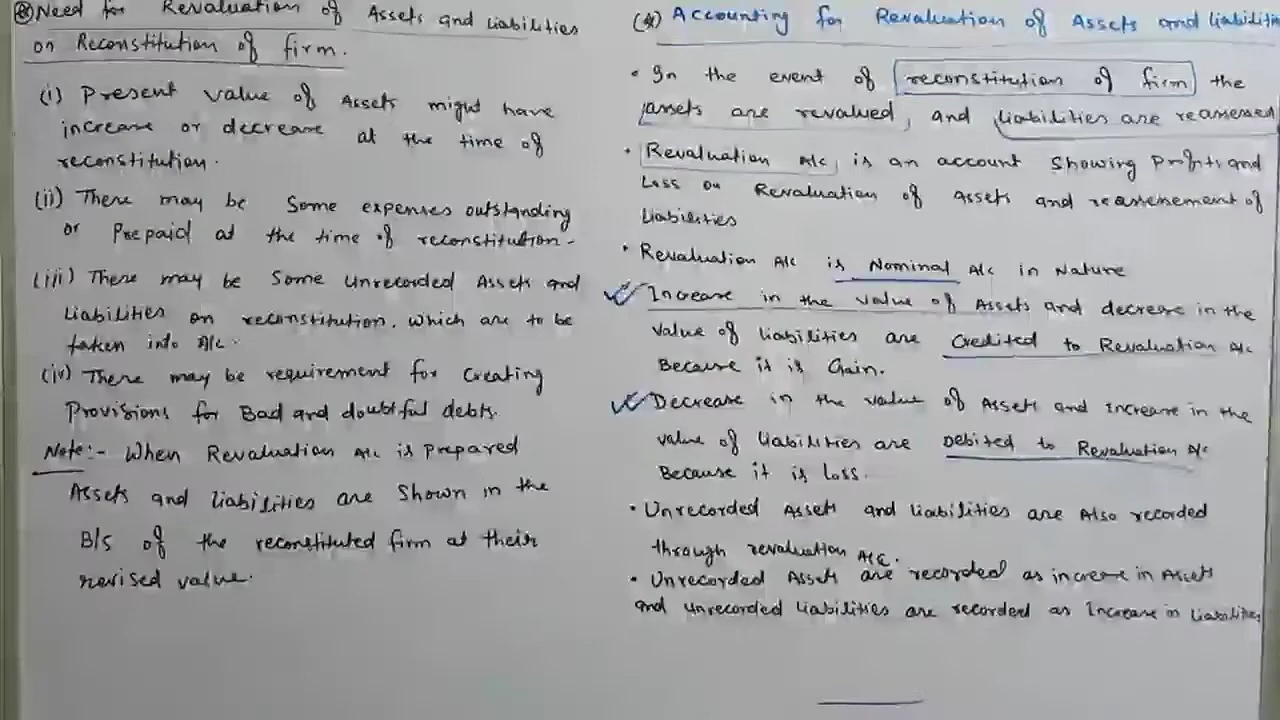 (*) Need for Revaluation of Assets and Liabilities
on Reconstitution of firm.
(i) Present value of Assets might have
increase or decrease at the time of
reconstitution.
(ii) There may be Some expenses outstanding
or Prepaid at the time of reconstitution.
(iii) There may be Some Unrecorded Assets and
Liabilities on reconstitution, which are to be
taken into A/c.
(iv) There may be requirement for Creating
Provisions for Bad and doubtful debts.
Note:- When Revaluation A/c is Prepared
Assets and Liabilities are Shown in the
B/S of the reconstituted firm at their
revised value.
(*) Accounting for Revaluation of Assets and Liabilitie
• In the event of reconstitution of firm the
assets are revalued, and Liabilities are reassessed
• Revaluation A/c, is an account Showing Profits and
Loss on Revaluation of Assets and reassessement of
Liabilities
• Revaluation A/c is Nominal A/c in Nature
✓ Increase in the value of Assets and decrease in the
value of liabilities are Credited to Revaluation A/c
Because it is Gain.
✓ Decrease in the value of Assets and Increase in the
value of liabilities are Debited to Revaluation A/c
Because it is loss.
• Unrecorded Assets and liabilities are Also recorded
through revaluation A/c.
• Unrecorded Assets are recorded as increase in Assets
and unrecorded liabilities are recorded as Increase in Liabilities